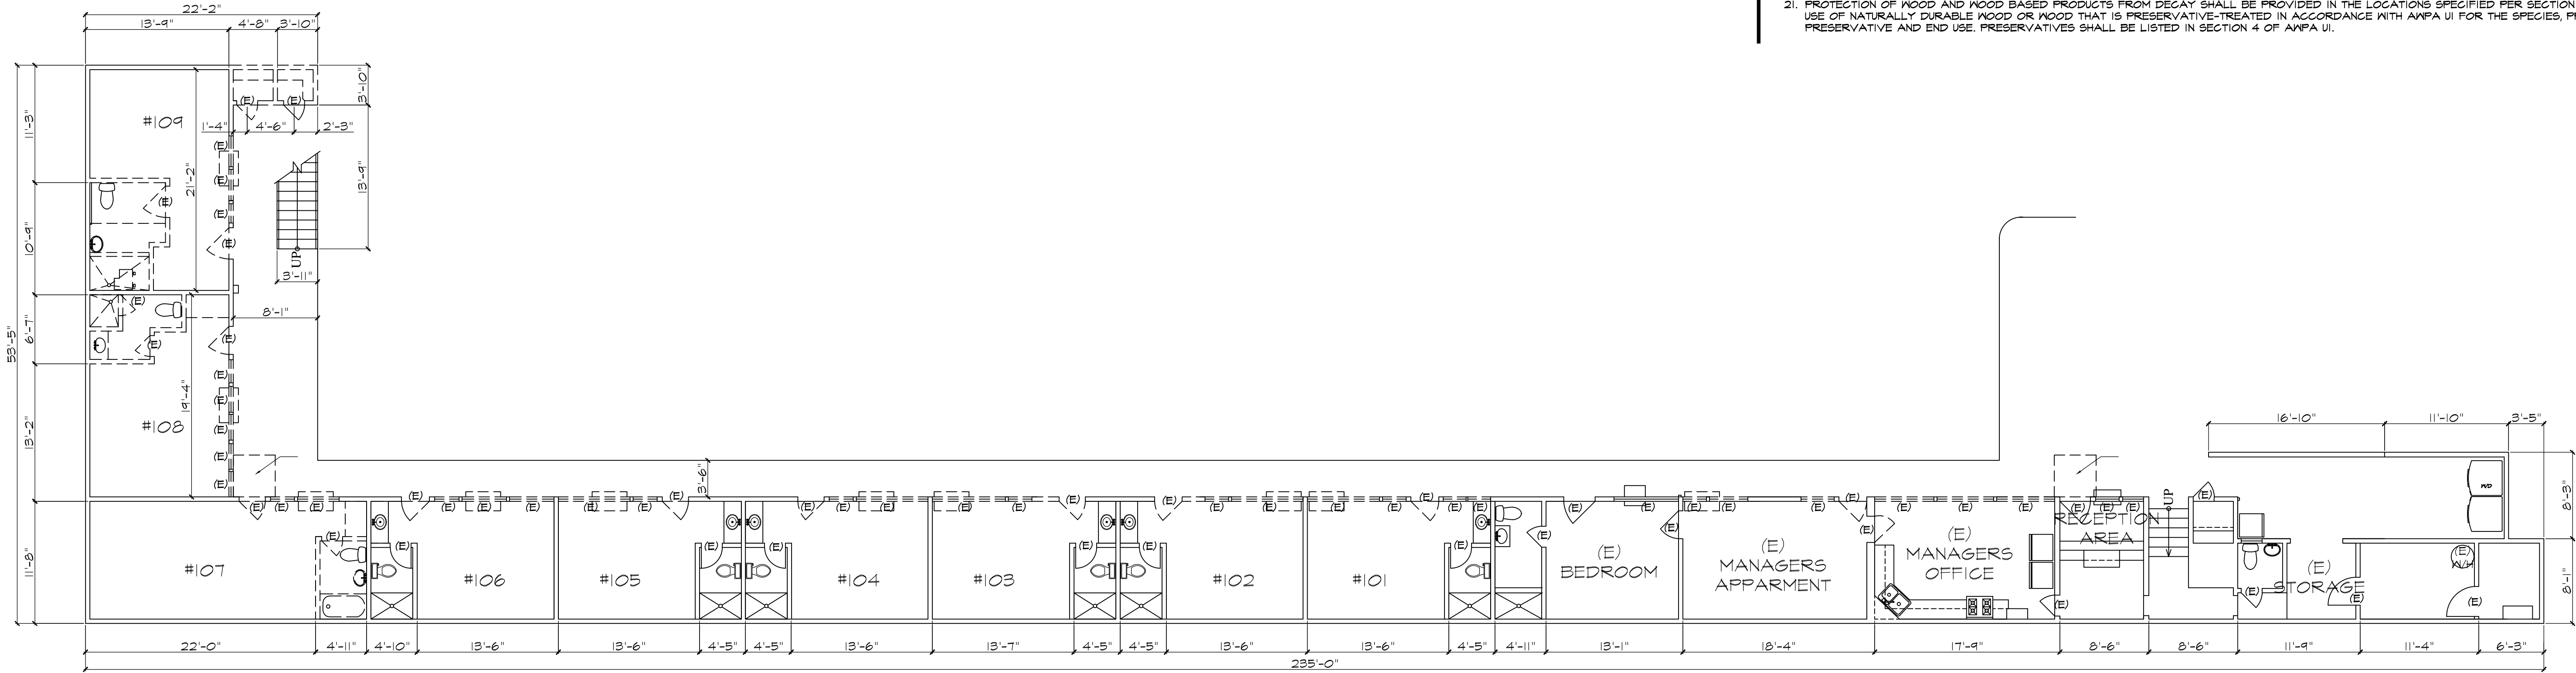 21. PROTECTION OF WOOD AND WOOD BASED PRODUCTS FROM DECAY SHALL BE PROVIDED IN THE LOCATIONS SPECIFIED PER SECTION
USE OF NATURALLY DURABLE WOOD OR WOOD THAT IS PRESERVATIVE-TREATED IN ACCORDANCE WITH AWPA U1 FOR THE SPECIES,
PRESERVATIVE AND END USE. PRESERVATIVES SHALL BE LISTED IN SECTION 4 OF AWPA U1.
22'-2"
13'-9" 4'-8" 3'-10"
3'-10"
(E) (E)
#109
1'-4" 4'-6" 2'-3"
11'-3"
(E)
21'-2"
13'-9"
(E)
(E)
(E)
10'-9"
(E)
UP
3'-11"
(E)
8'-1"
6'-7"
53'-5"
(E)
(E)
(E)
19'-4"
(E)
#108
(E)
13'-2"
(E)
(E)
3'-6"
16'-10" 11'-10" 3'-5"
8'-3"
W/D
UP
(E) (E) (E) (E) (E) (E) (E) (E) (E) (E) (E) (E) (E) (E) (E) (E) (E) (E) (E) (E) (E) (E) (E) (E) (E) (E) (E) (E) (E) (E) (E) (E) (E) (E) (E) (E) (E) (E) (E) (E) (E)
RECEPTION
AREA
(E)
MANAGERS
OFFICE
(E)
MANAGERS
APPARMENT
(E)
BEDROOM
(E)
STORAGE
(E)
W/H
(E) (E) (E) (E) (E) (E) (E) (E) (E) (E) (E) (E) (E) (E)
11'-8"
8'-1"
#107
#106 #105 #104 #103 #102 #101
22'-0" 4'-11" 4'-10" 13'-6" 13'-6" 4'-5" 4'-5" 13'-6" 13'-7" 4'-5" 4'-5" 13'-6" 13'-6" 4'-5" 4'-11" 13'-1" 18'-4" 17'-9" 8'-6" 8'-6" 11'-9" 11'-4" 6'-3"
235'-0"